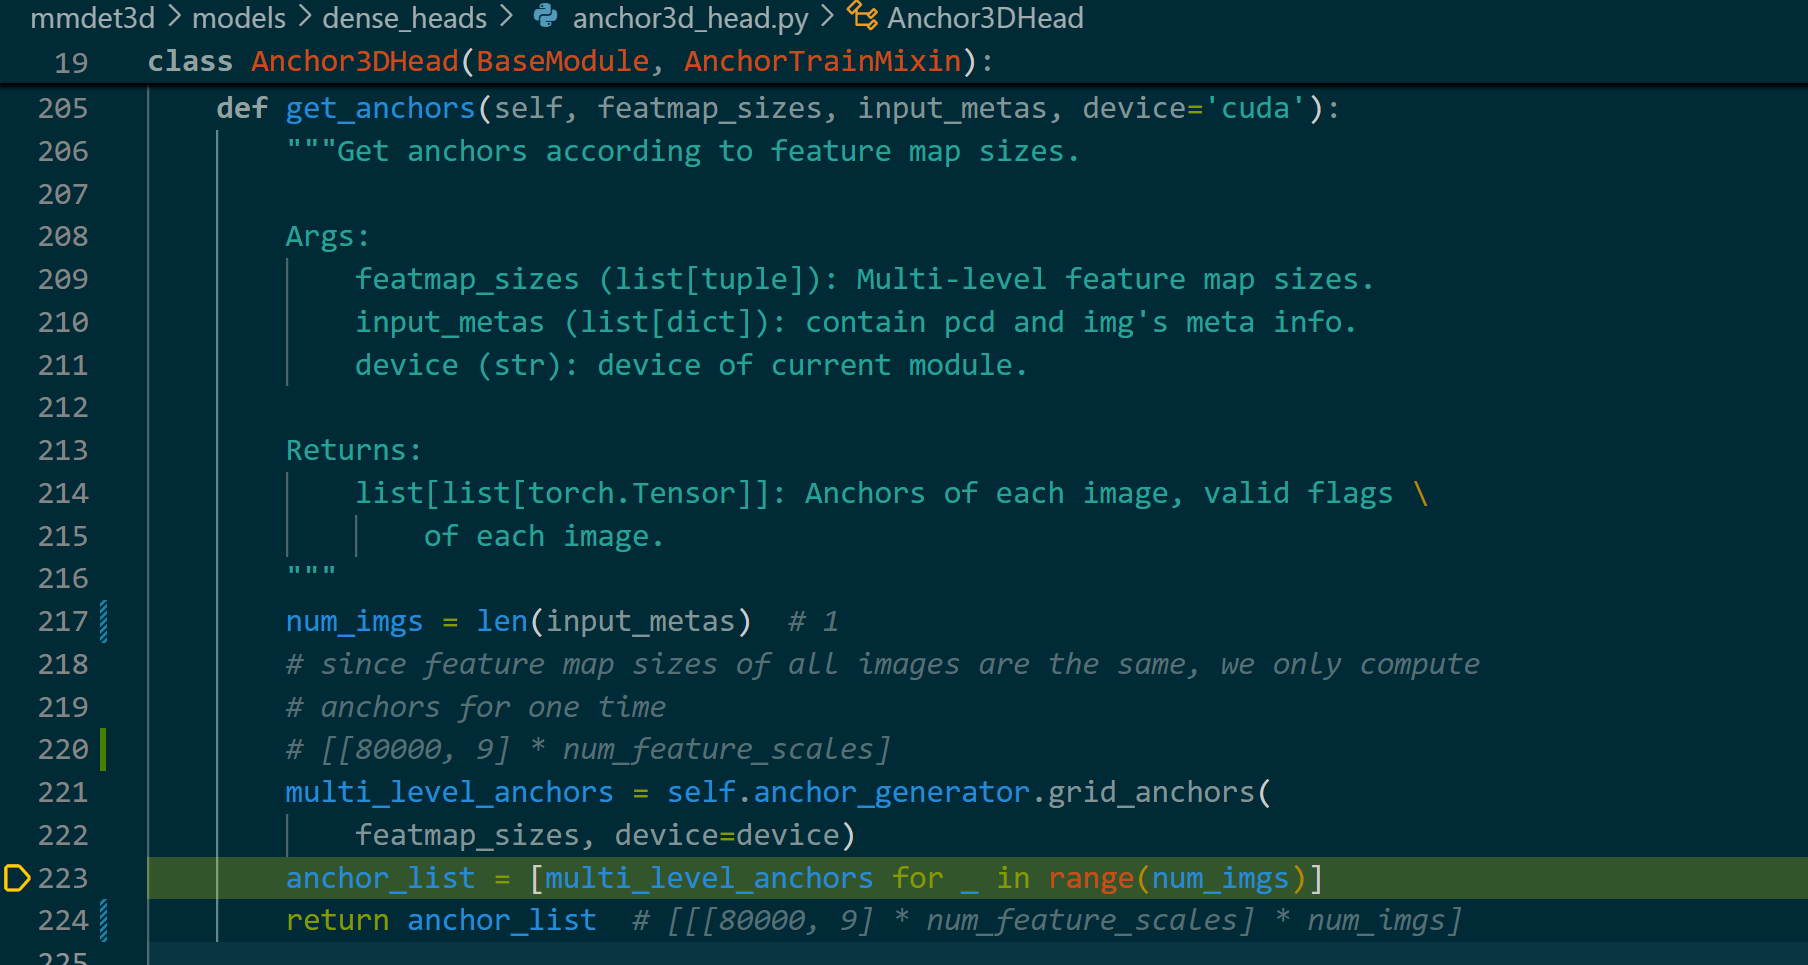 mmdet3d > models > dense_heads > anchor3d_head.py > Anchor3DHead
19 class Anchor3DHead(BaseModule, AnchorTrainMixin):
205 def get_anchors(self, featmap_sizes, input_metas, device='cuda'):
206 """Get anchors according to feature map sizes.
207
208 Args:
209 featmap_sizes (list[tuple]): Multi-level feature map sizes.
210 input_metas (list[dict]): contain pcd and img's meta info.
211 device (str): device of current module.
212
213 Returns:
214 list[list[torch.Tensor]]: Anchors of each image, valid flags \
215 of each image.
216 """
217 num_imgs = len(input_metas)  # 1
218 # since feature map sizes of all images are the same, we only compute
219 # anchors for one time
220 # [[80000, 9] * num_feature_scales]
221 multi_level_anchors = self.anchor_generator.grid_anchors(
222 featmap_sizes, device=device)
223 anchor_list = [multi_level_anchors for _ in range(num_imgs)]
224 return anchor_list  # [[[80000, 9] * num_feature_scales] * num_imgs]
225